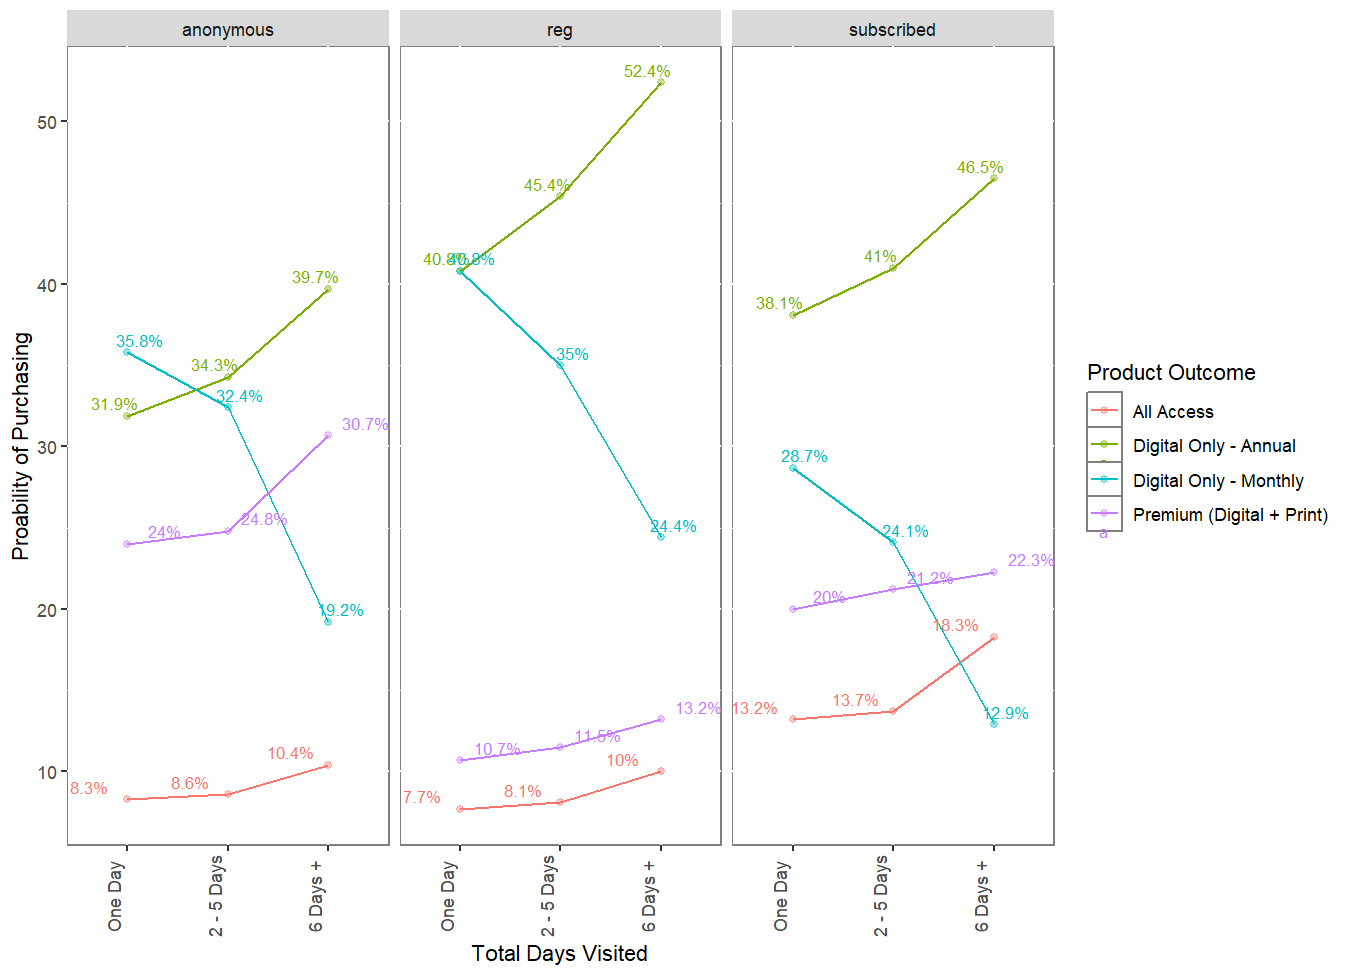 anonymous
reg
subscribed
Proability of Purchasing
50
40
30
20
10
31.9%
34.3%
39.7%
35.8%
32.4%
19.2%
24%
24.8%
30.7%
8.3%
8.6%
10.4%
40.8%
45.4%
52.4%
40.8%
35%
24.4%
10.7%
11.5%
13.2%
7.7%
8.1%
10%
38.1%
41%
46.5%
28.7%
24.1%
12.9%
20%
21.2%
22.3%
13.2%
13.7%
18.3%
One Day
2 - 5 Days
6 Days +
One Day
2 - 5 Days
6 Days +
One Day
2 - 5 Days
6 Days +
Total Days Visited
Product Outcome
All Access
Digital Only - Annual
Digital Only - Monthly
Premium (Digital + Print)
a